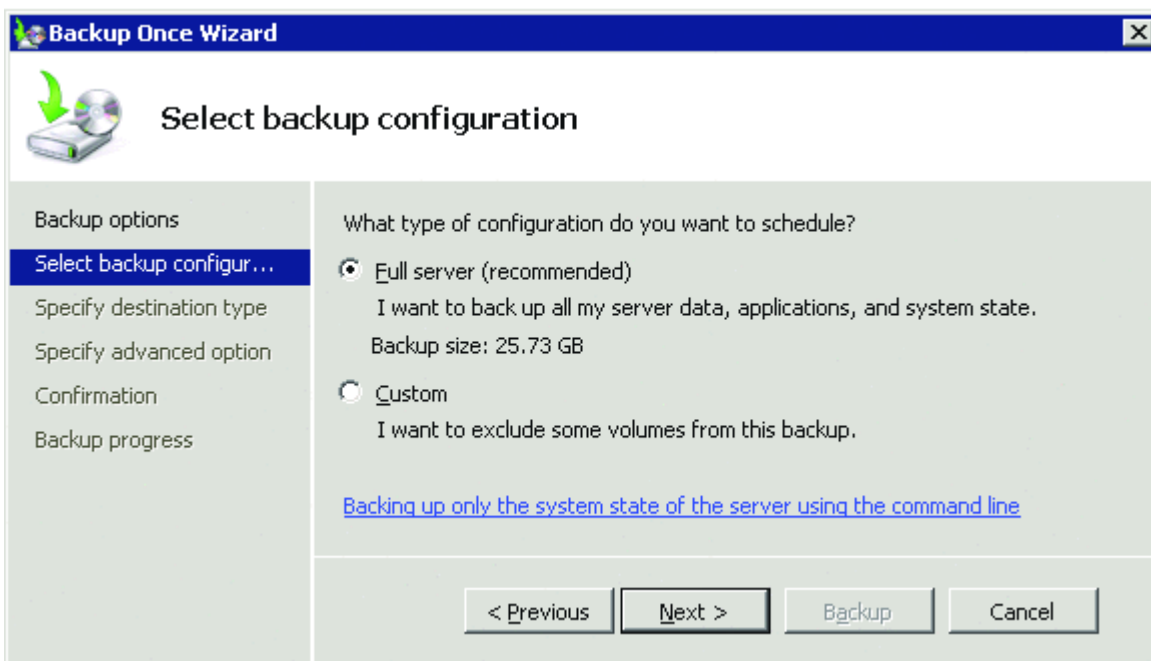 Backup Once Wizard
Select backup configuration
Backup options
Select backup configur...
Specify destination type
Specify advanced option
Confirmation
Backup progress
What type of configuration do you want to schedule?
Full server (recommended)
I want to back up all my server data, applications, and system state.
Backup size: 25.73 GB
Custom
I want to exclude some volumes from this backup.
Backing up only the system state of the server using the command line
< Previous
Next >
Backup
Cancel